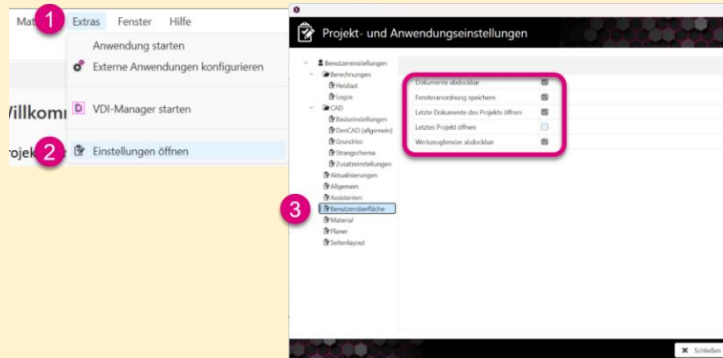 1
Extras Fenster Hilfe
Anwendung starten
Externe Anwendungen konfigurieren
VDI-Manager starten
2
Einstellungen öffnen
Projekt- und Anwendungseinstellungen
Benutzereinstellungen
Berechnungen
Heizlast
Logos
CAD
Basiseinstellungen
DenCAD (allgemein)
Grundriss
Strangschema
Zusatzeinstellungen
Aktualisierungen
Allgemein
Assistenten
3
Benutzeroberfläche
Material
Planer
Seitenlayout
Dokumente abdockbar
Fensteranordnung speichern
Letzte Dokumente des Projekts öffnen
Letztes Projekt öffnen
Werkzeugfenster abdockbar
Schließen